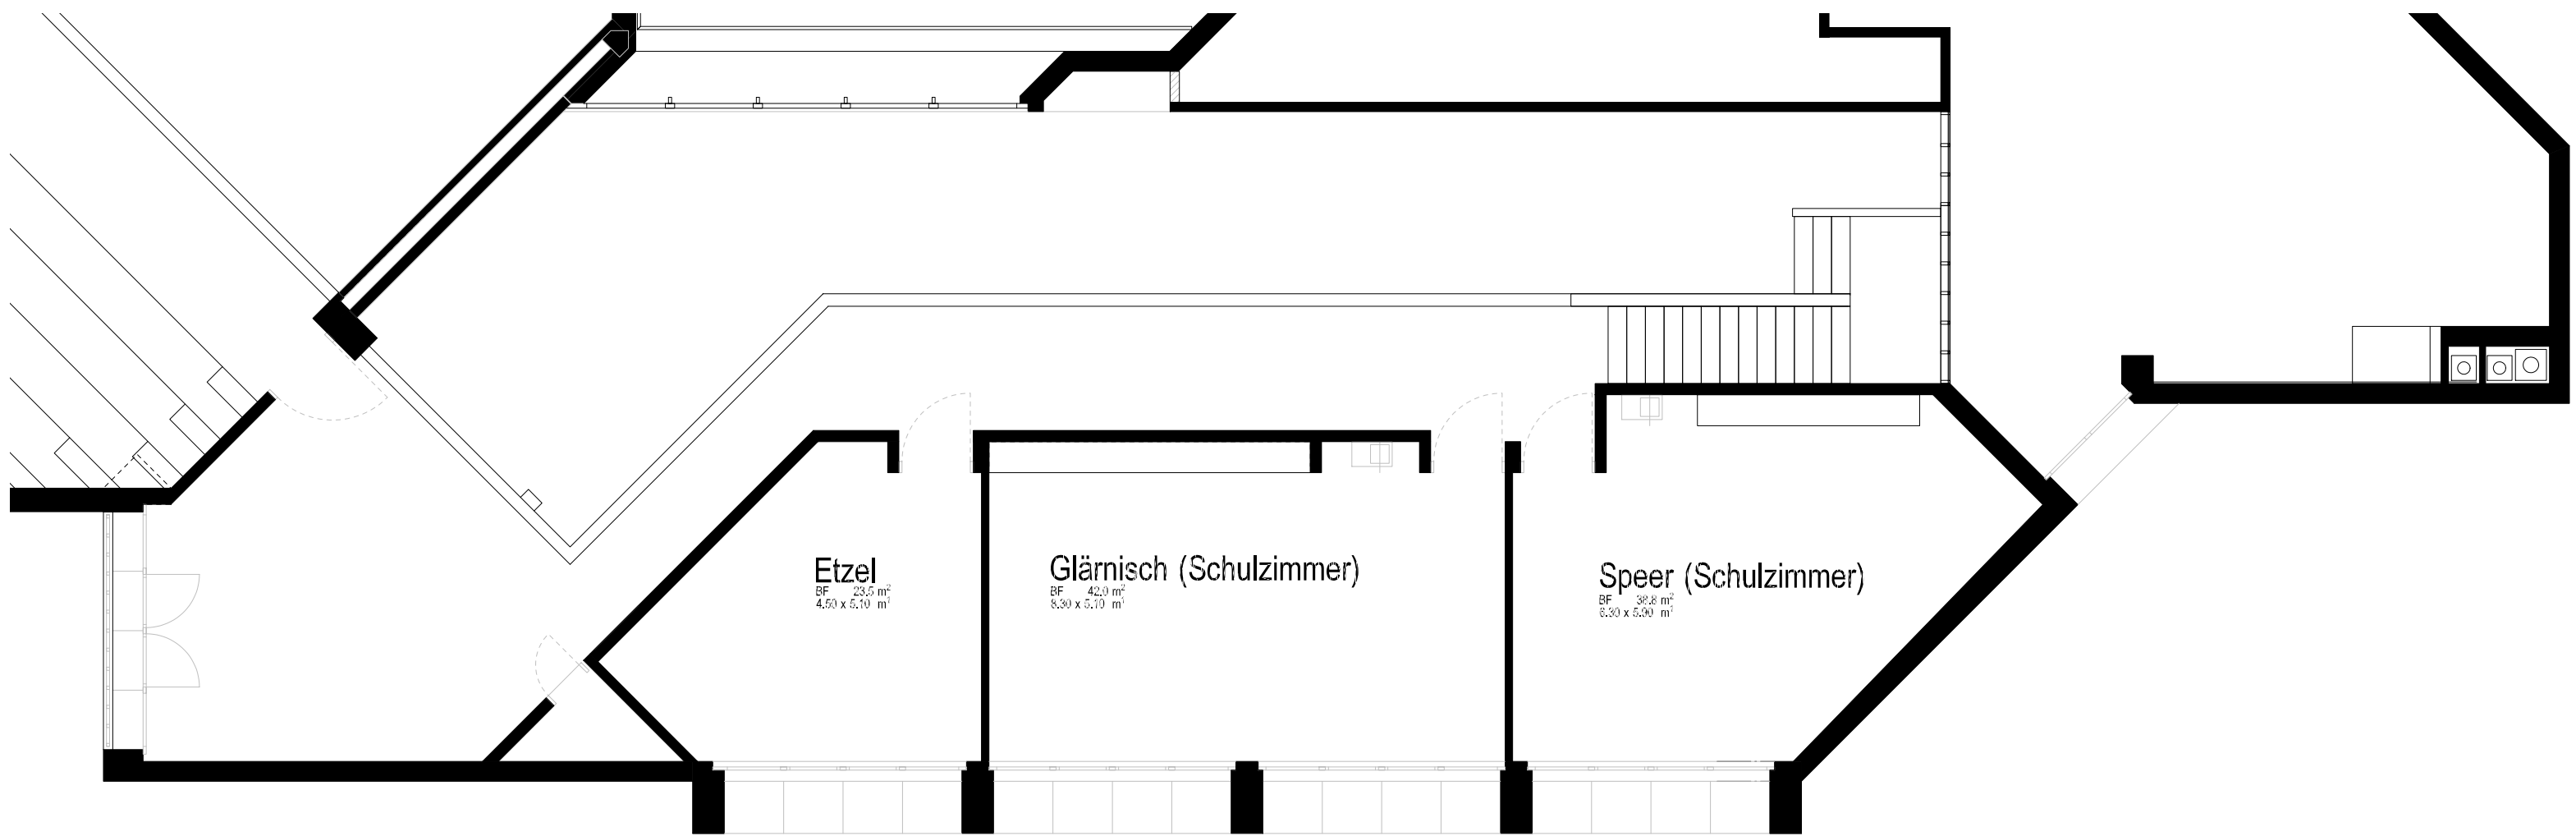 Etzel
BF 23.5 m²
4.50 x 5.10 m¹
Glärnisch (Schulzimmer)
BF 42.0 m²
8.30 x 5.10 m¹
Speer (Schulzimmer)
BF 38.8 m²
6.30 x 5.90 m¹